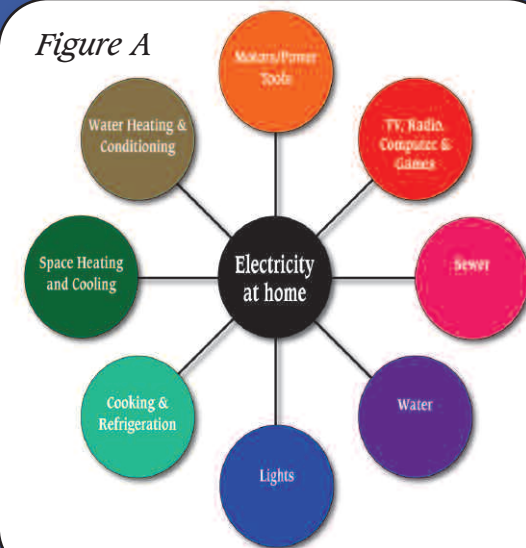 Figure A
Motors/Power
Tools
Water Heating &
Conditioning
TV, Radio,
Computer &
Games
Space Heating
and Cooling
Electricity
at home
Sewer
Cooking &
Refrigeration
Water
Lights